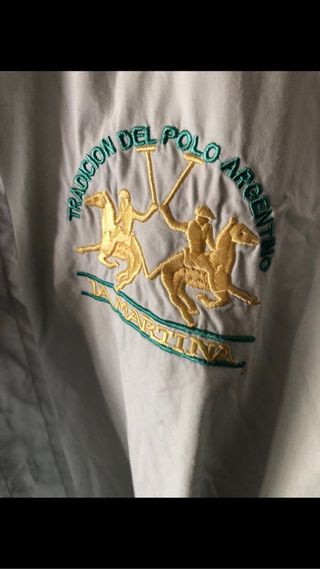 TRADICION DEL POLO ARGENTINO
LA MARTINA